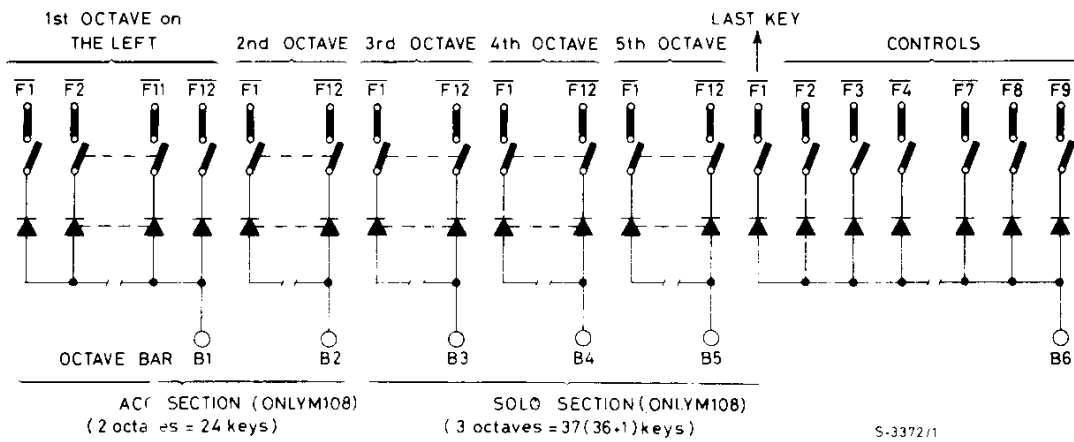 1st OCTAVE on
THE LEFT
2nd OCTAVE
3rd OCTAVE
4th OCTAVE
5th OCTAVE
LAST KEY
CONTROLS
F1 F2 F11 F12 F1 F12 F1 F12 F1 F12 F1 F12 F1 F2 F3 F4 F7 F8 F9
OCTAVE BAR B1 B2 B3 B4 B5 B6
SECTION (ONLYM108)
(2 = 24 keys)
SOLO SECTION (ONLYM108)
(3 octaves = 37(36+1) keys)
S-3372/1